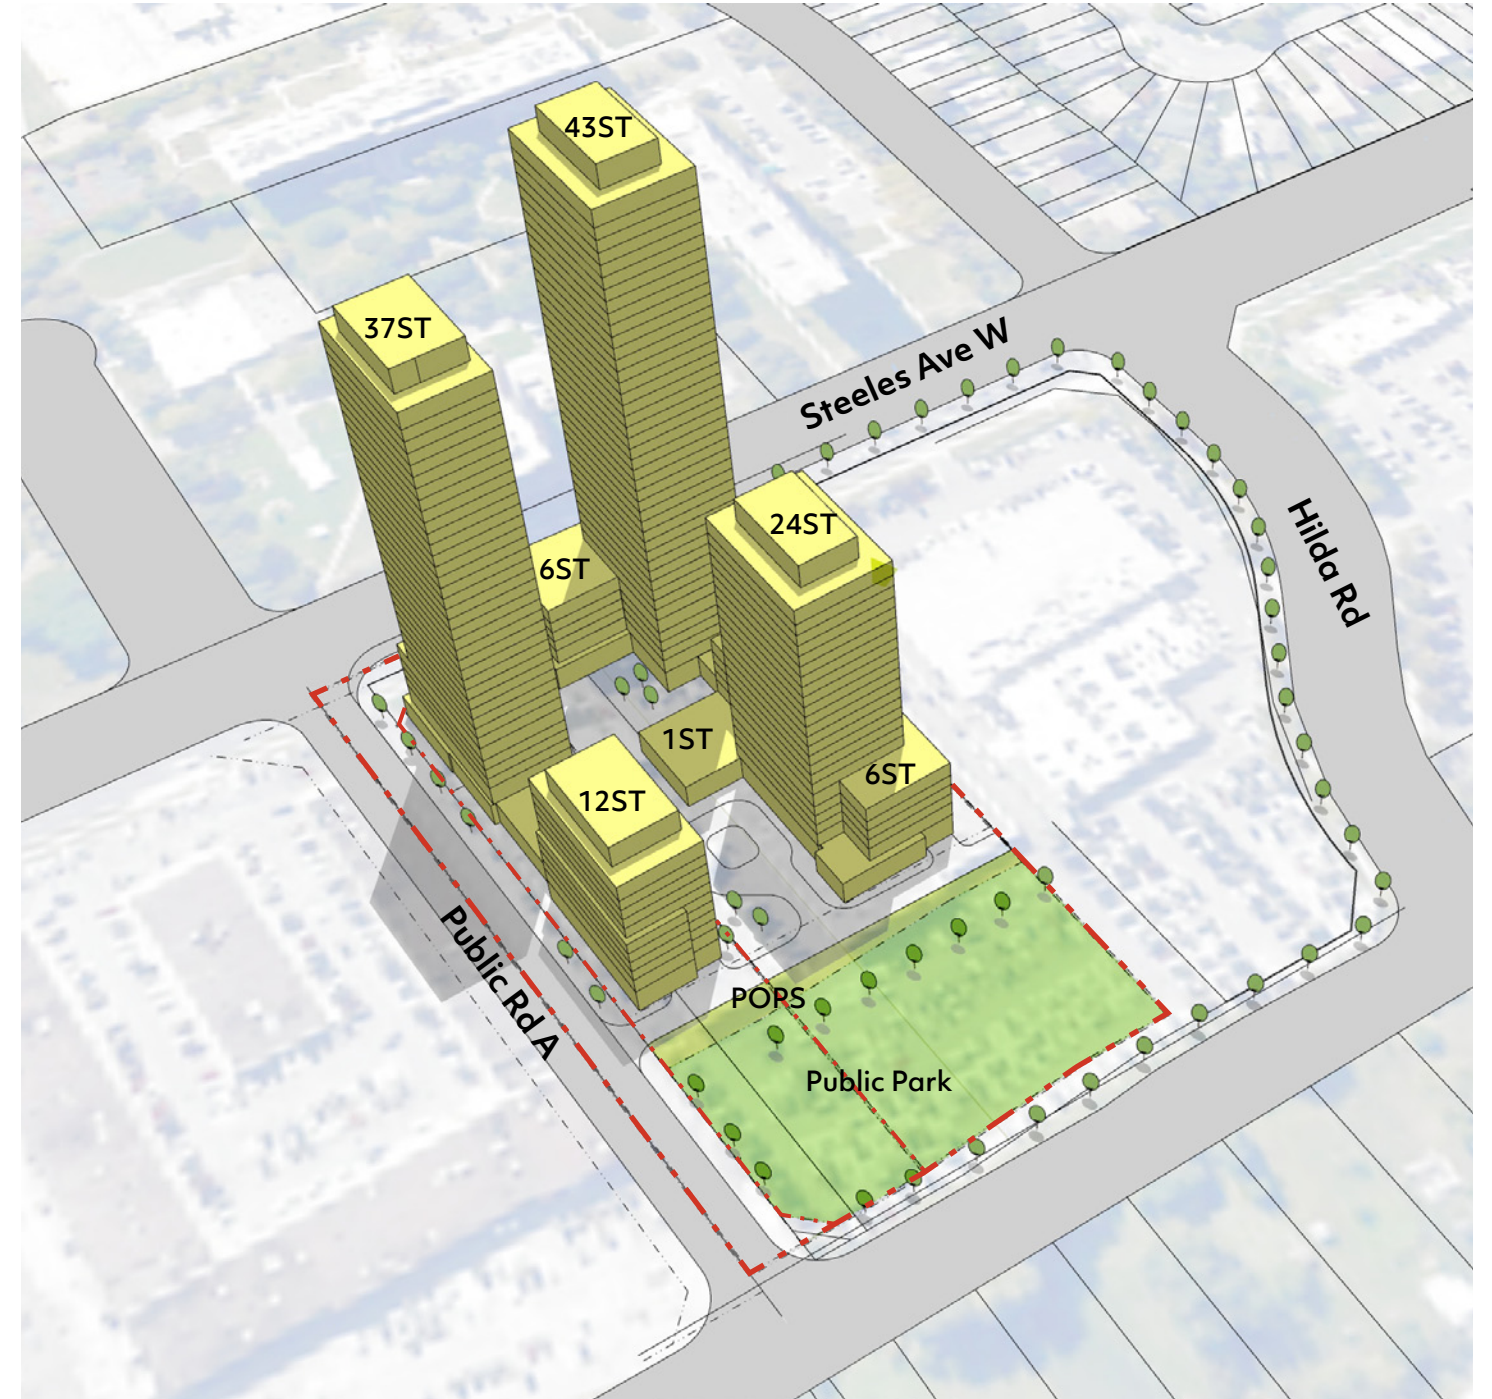 43ST
37ST
Steeles Ave W
24ST
Hilda Rd
6ST
1ST
6ST
12ST
Public Rd A
POPS
Public Park